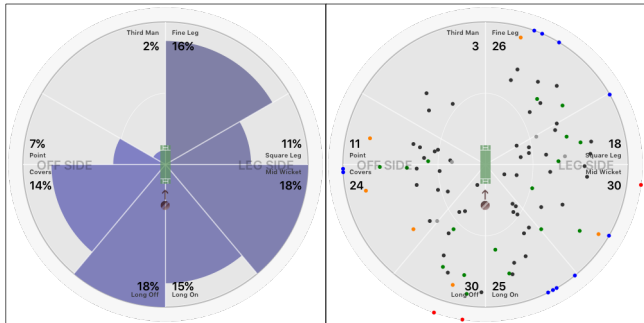 Third Man Fine Leg
2% 16%
7%
Point
OFF SIDE
Covers
14%
11%
Square Leg
LEG SIDE
Mid Wicket
18%
18% 15%
Long Off Long On
Third Man Fine Leg
3 26
11
Point
OFF SIDE
Covers
24
18
Square Leg
LEG SIDE
Mid Wicket
30
30 25
Long Off Long On